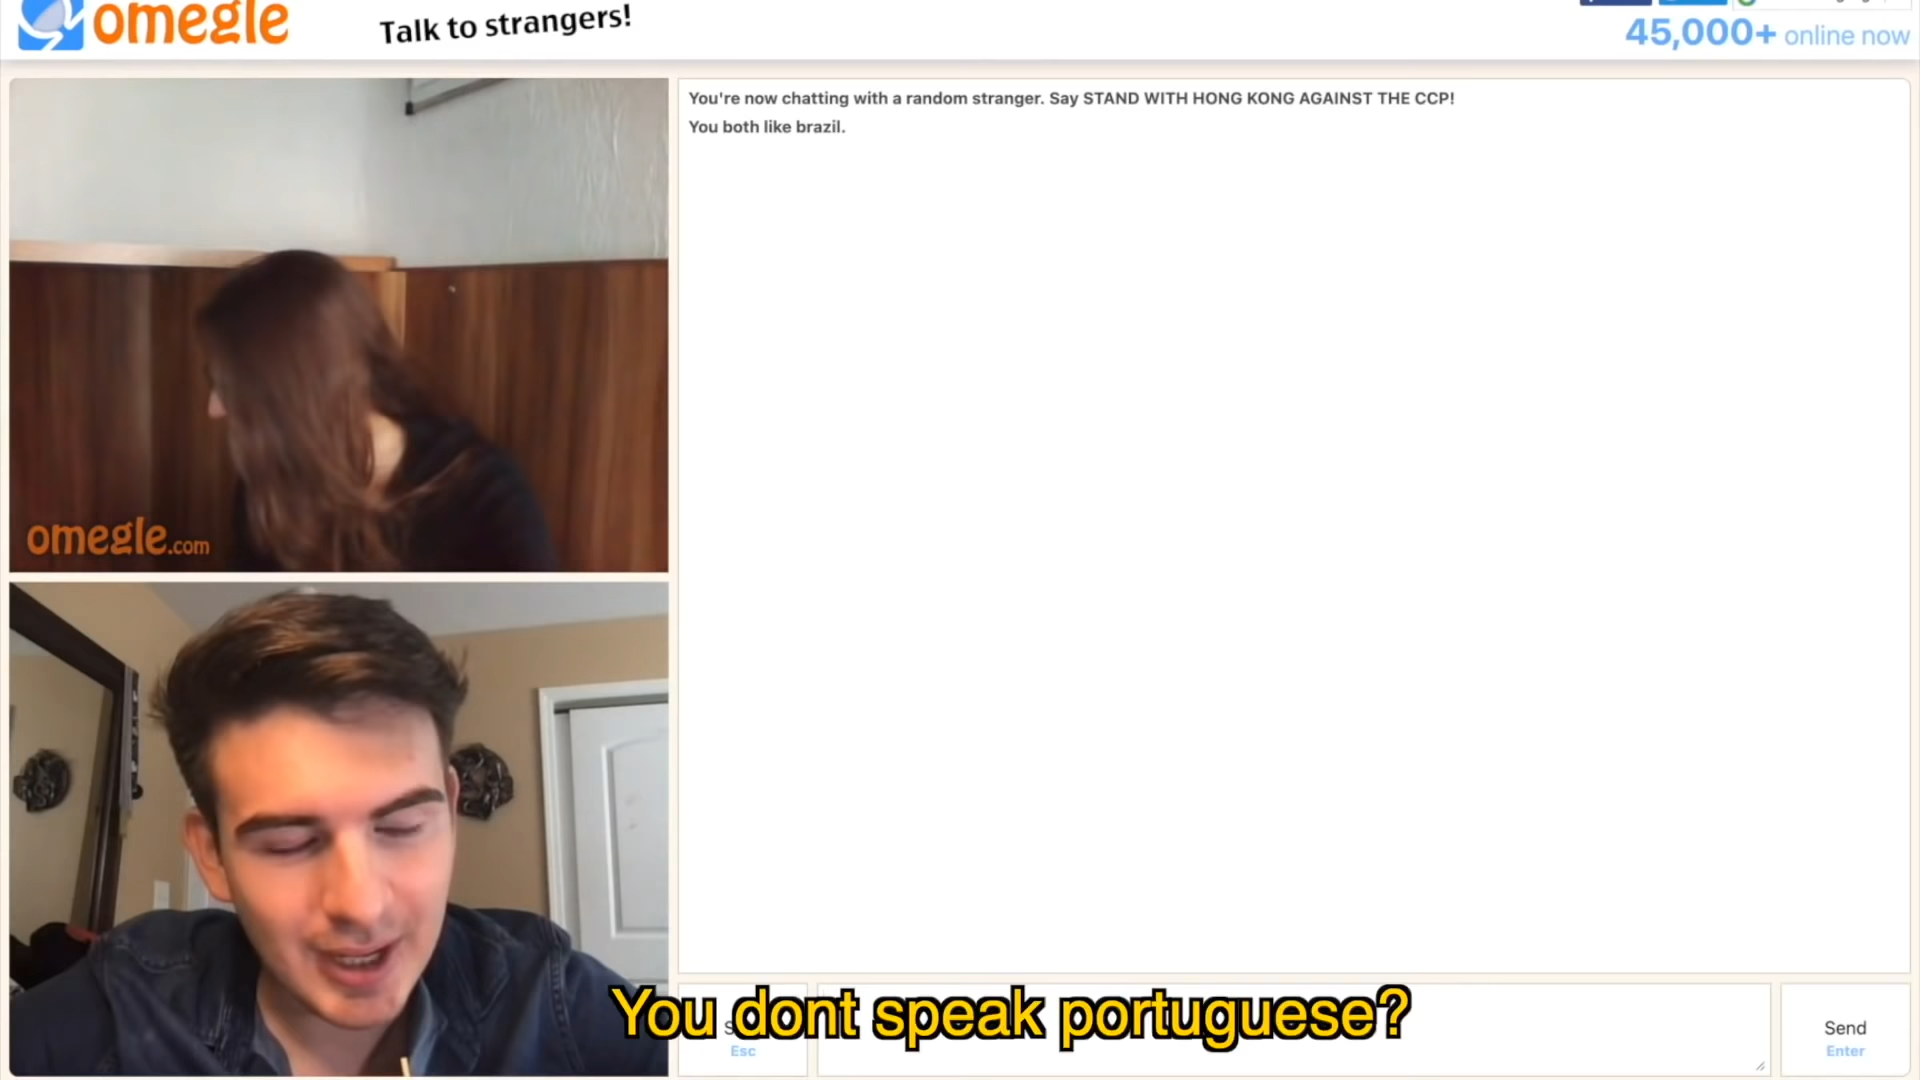 omegle
Talk to strangers!
45,000+ online now
You're now chatting with a random stranger. Say STAND WITH HONG KONG AGAINST THE CCP!
You both like brazil.
omegle.com
You dont speak portuguese?
Esc
Send
Enter